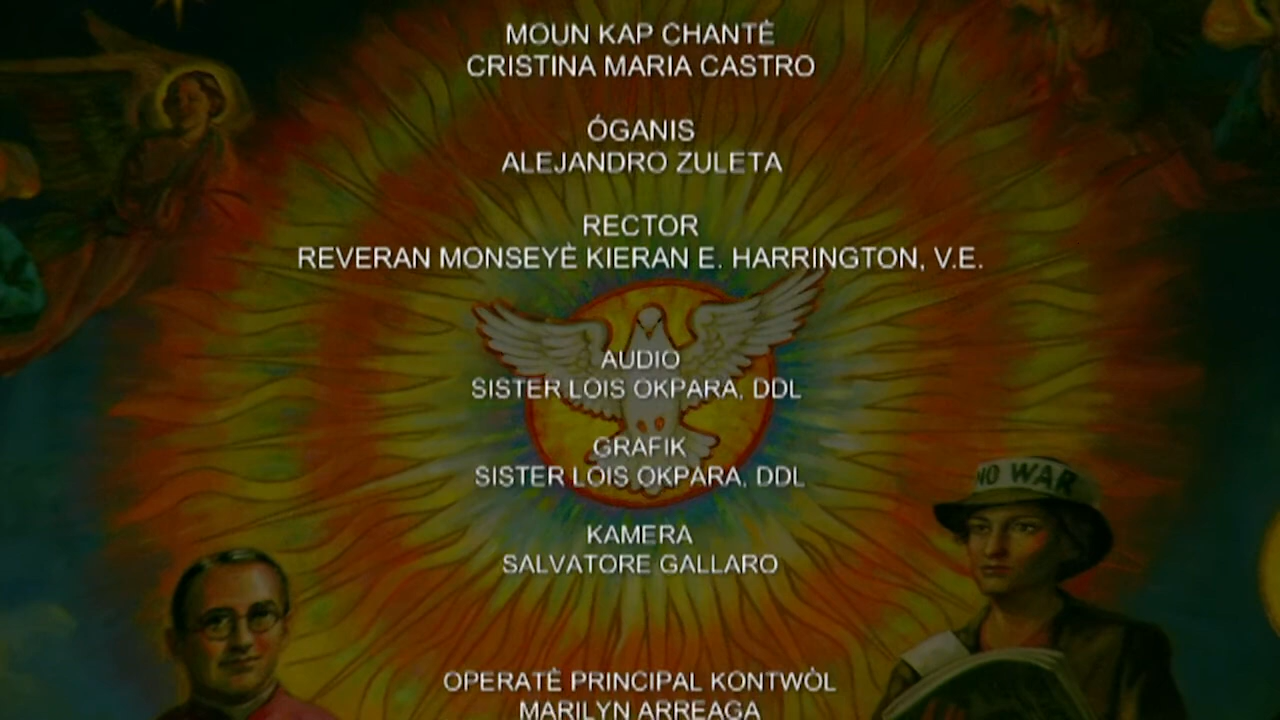 MOUN KAP CHANTÈ
CRISTINA MARIA CASTRO
ÓGANIS
ALEJANDRO ZULETA
RECTOR
REVERAN MONSEYÈ KIERAN E. HARRINGTON, V.E.
AUDIO
SISTER LOIS OKPARA, DDL
GRAFIK
SISTER LOIS OKPARA, DDL
NO WAR
KAMERA
SALVATORE GALLARO
OPERATÈ PRINCIPAL KONTWÒL
MARILYN ARREAGA